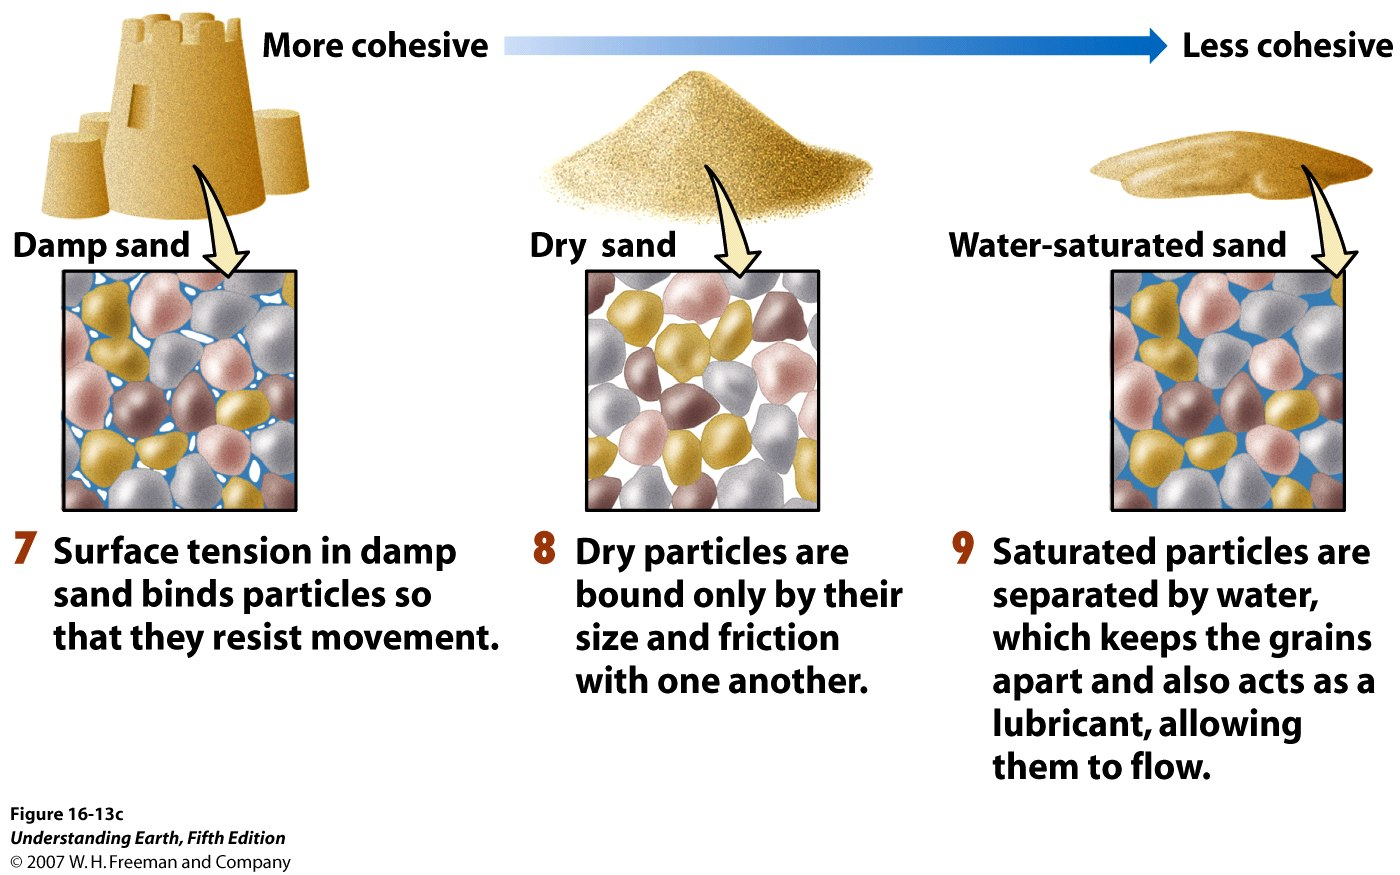 More cohesive
Less cohesive
Damp sand
Dry sand
Water-saturated sand
7 Surface tension in damp
sand binds particles so
that they resist movement.
8 Dry particles are
bound only by their
size and friction
with one another.
9 Saturated particles are
separated by water,
which keeps the grains
apart and also acts as a
lubricant, allowing
them to flow.
Figure 16-13c
Understanding Earth, Fifth Edition
© 2007 W. H. Freeman and Company